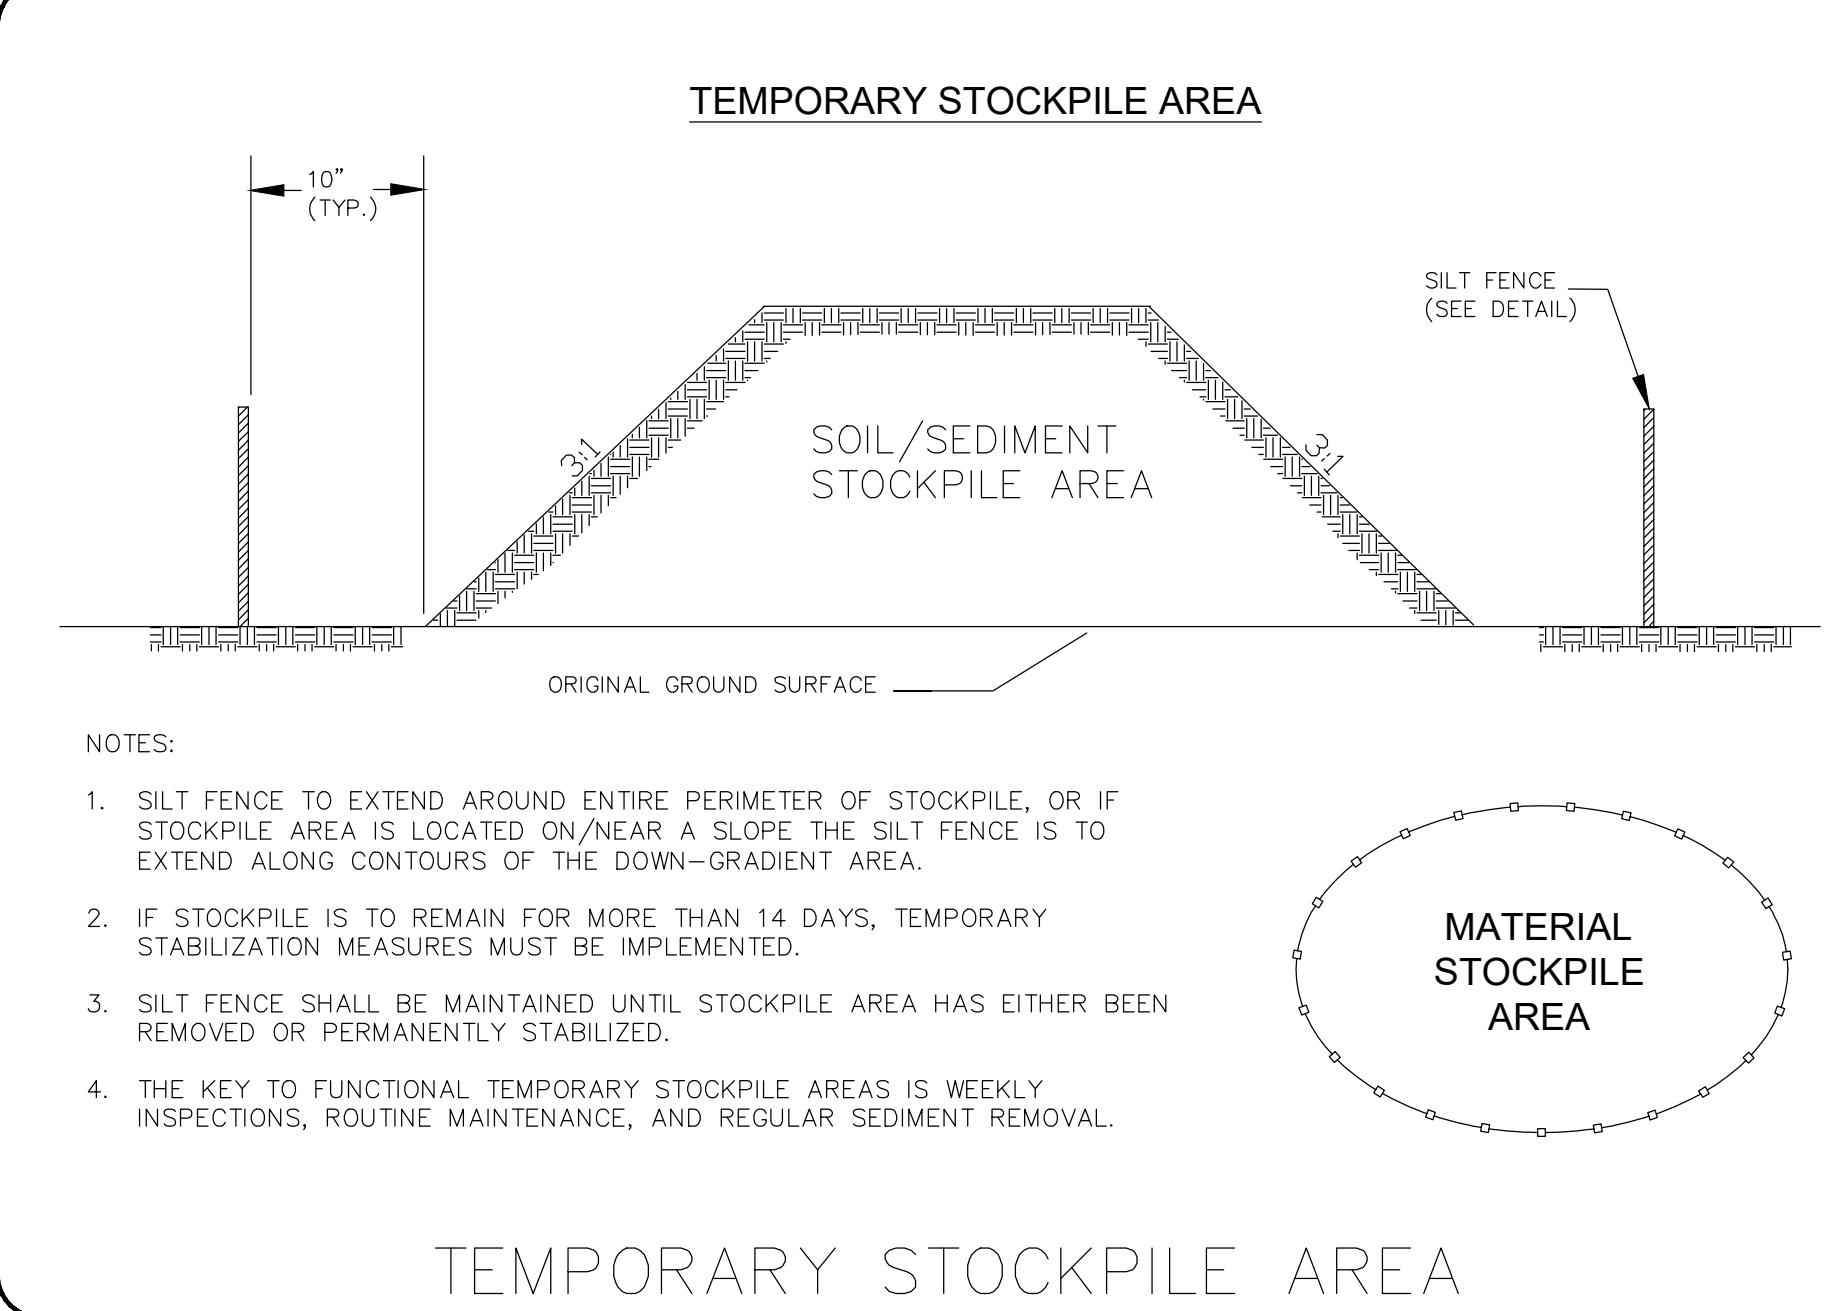 TEMPORARY STOCKPILE AREA
10”
(TYP.)
SILT FENCE
(SEE DETAIL)
3:1
3:1
SOIL/SEDIMENT
STOCKPILE AREA
ORIGINAL GROUND SURFACE
NOTES:
1. SILT FENCE TO EXTEND AROUND ENTIRE PERIMETER OF STOCKPILE, OR IF
STOCKPILE AREA IS LOCATED ON/NEAR A SLOPE THE SILT FENCE IS TO
EXTEND ALONG CONTOURS OF THE DOWN-GRADIENT AREA.
2. IF STOCKPILE IS TO REMAIN FOR MORE THAN 14 DAYS, TEMPORARY
STABILIZATION MEASURES MUST BE IMPLEMENTED.
3. SILT FENCE SHALL BE MAINTAINED UNTIL STOCKPILE AREA HAS EITHER BEEN
REMOVED OR PERMANENTLY STABILIZED.
4. THE KEY TO FUNCTIONAL TEMPORARY STOCKPILE AREAS IS WEEKLY
INSPECTIONS, ROUTINE MAINTENANCE, AND REGULAR SEDIMENT REMOVAL.
MATERIAL
STOCKPILE
AREA
TEMPORARY STOCKPILE AREA